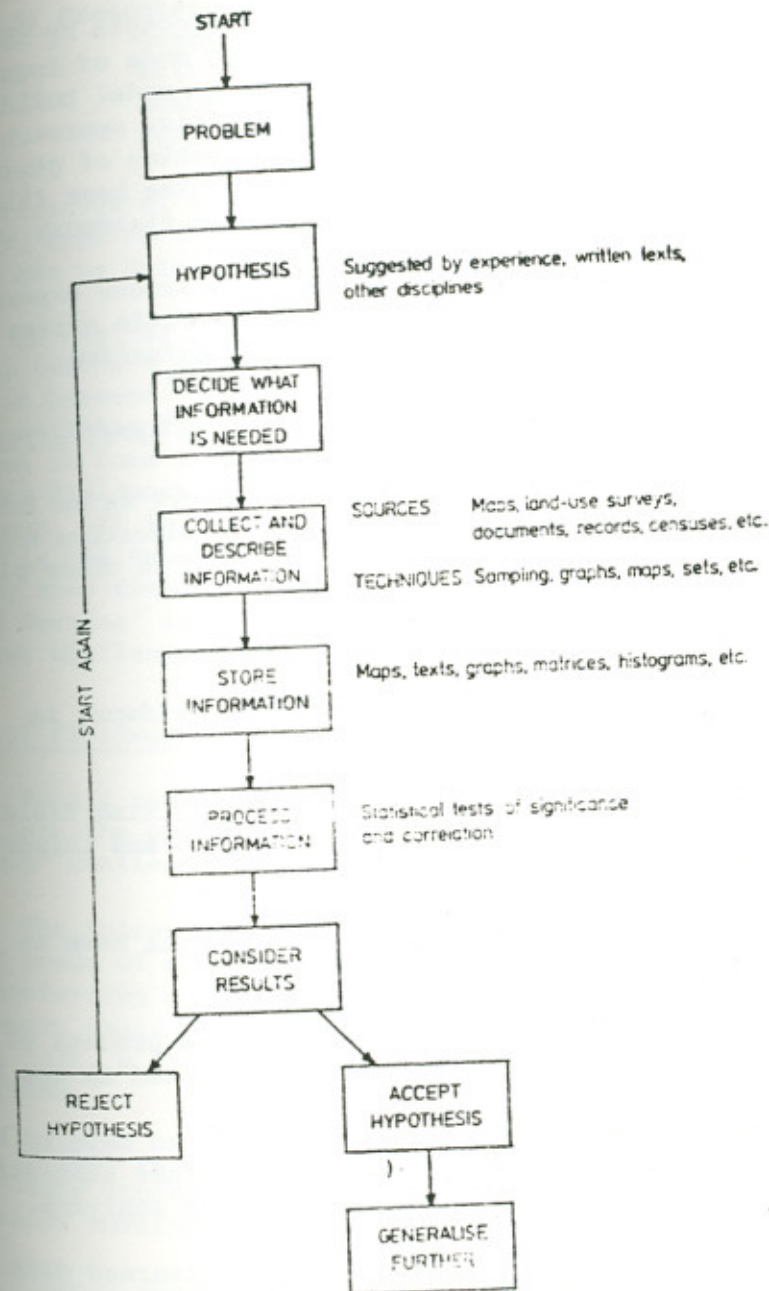 START
PROBLEM
HYPOTHESIS
Suggested by experience, written texts,
other disciplines
DECIDE WHAT
INFORMATION
IS NEEDED
COLLECT AND
DESCRIBE
INFORMATION
SOURCES Maps, land-use surveys,
documents, records, censuses, etc.
TECHNIQUES Sampling, graphs, maps, sets, etc.
STORE
INFORMATION
Maps, texts, graphs, matrices, histograms, etc.
START AGAIN
PROCESS
INFORMATION
Statistical tests of significance
and correlation
CONSIDER
RESULTS
REJECT
HYPOTHESIS
ACCEPT
HYPOTHESIS
)
GENERALISE
FURTHER